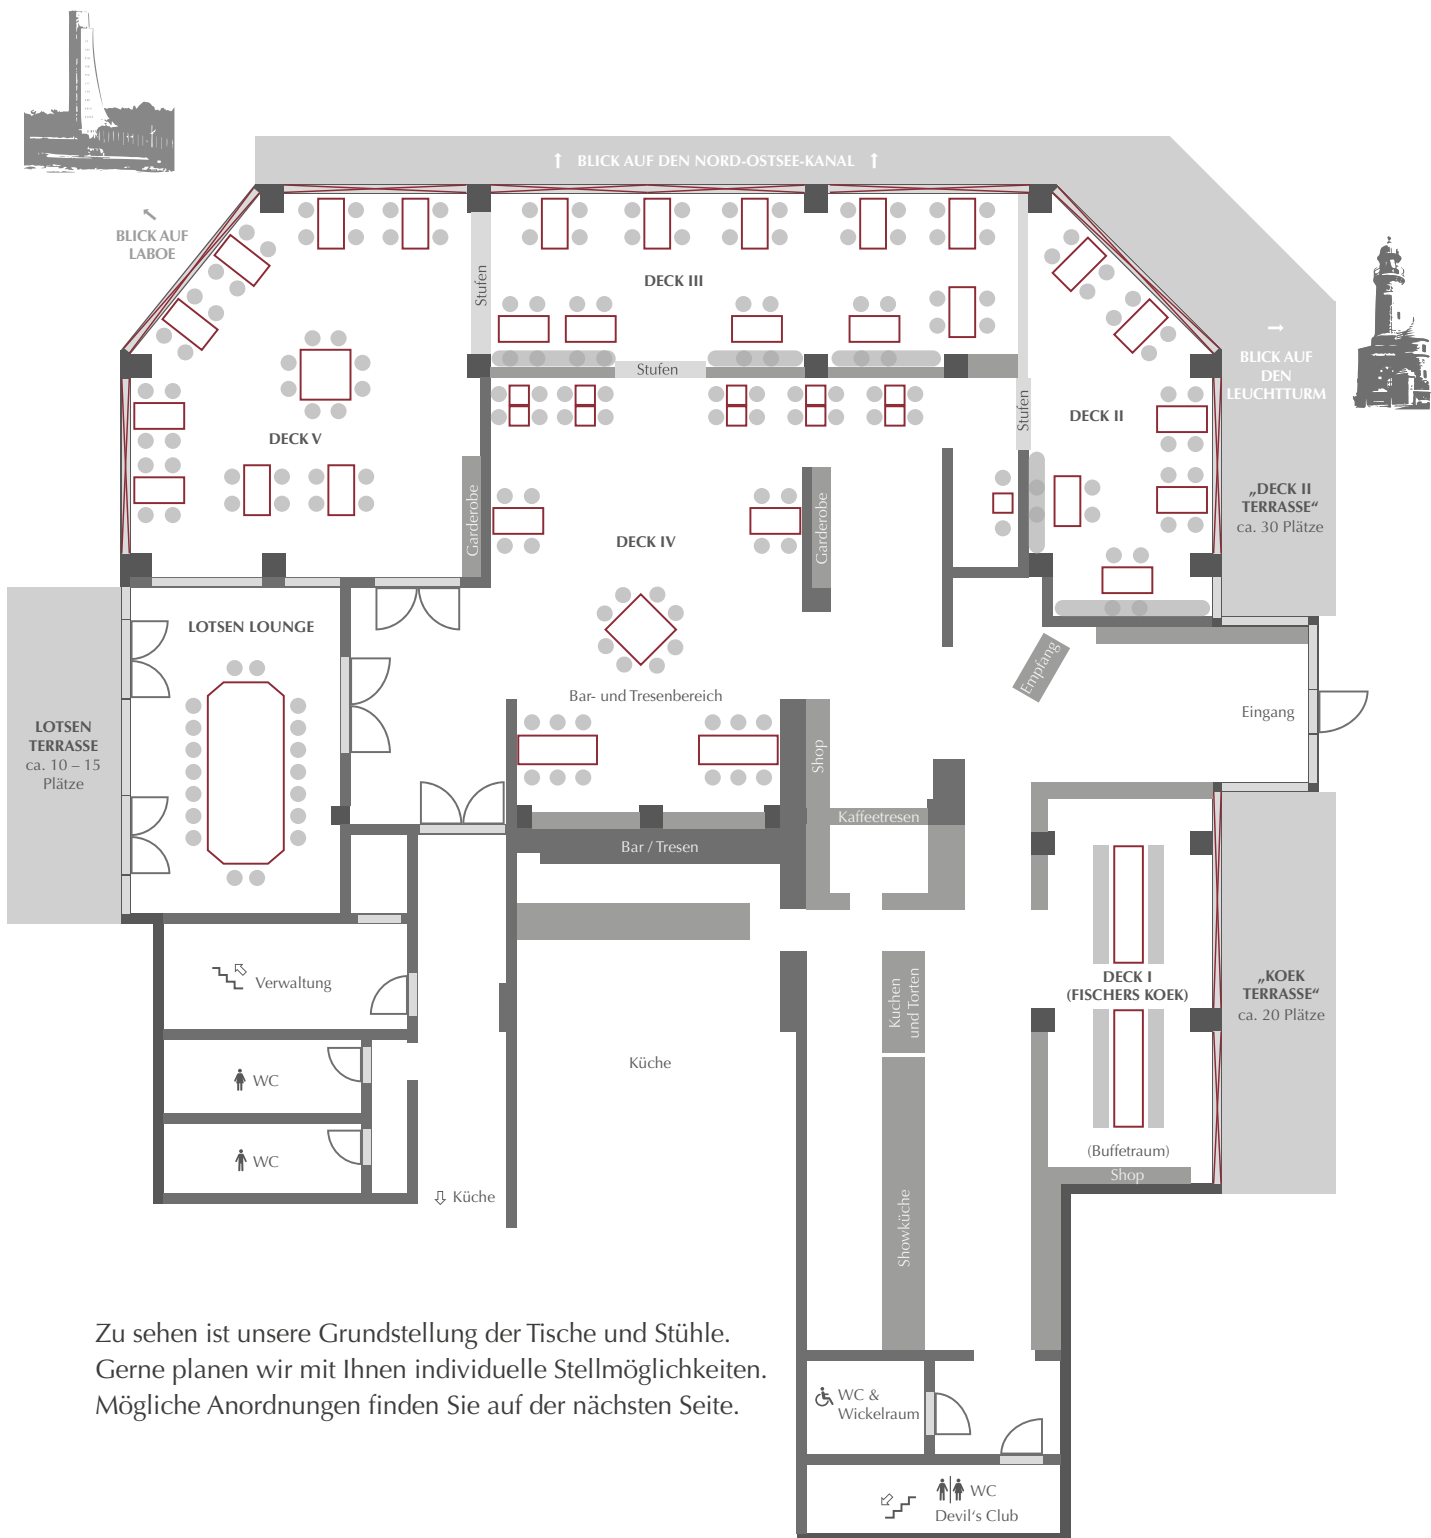 BLICK AUF DEN NORD-OSTSEE-KANAL
BLICK AUF
LABOE
Stufen
DECK III
Stufen
BLICK AUF
DEN
LEUCHTTURM
Stufen
DECK II
DECK V
Garderobe
Garderobe
„DECK II
TERRASSE“
ca. 30 Plätze
DECK IV
LOTSEN LOUNGE
Empfang
Bar- und Tresenbereich
Eingang
LOTSEN
TERRASSE
ca. 10 – 15
Plätze
Shop
Kaffeetresen
Bar / Tresen
Verwaltung
Kuchen
und Torten
DECK I
(FISCHERS KOEK)
„KOEK
TERRASSE“
ca. 20 Plätze
Küche
WC
(Buffetraum)
WC
Shop
Küche
Showküche
Zu sehen ist unsere Grundstellung der Tische und Stühle.
Gerne planen wir mit Ihnen individuelle Stellmöglichkeiten.
Mögliche Anordnungen finden Sie auf der nächsten Seite.
WC &
Wickelraum
WC
Devil‘s Club